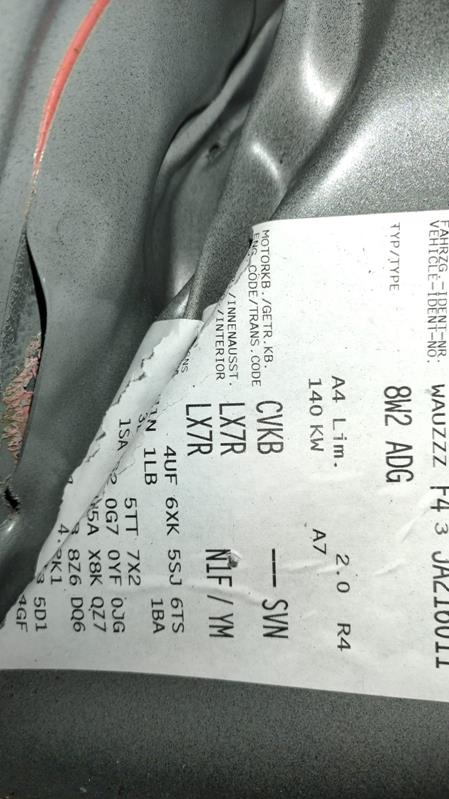 FAHRZG.-IDENT-NR.
VEHICLE-IDENT-NO. WAUZZZ F4 3
TYP/TYPE 8W2 ADG
A4 Lim. 2.0 R4
140 KW A7
MOTORKB./GETR.KB.
ENG.CODE/TRANS.CODE CVKB --- SVN
/INNENAUSST. LX7R
/INTERIOR LX7R N1F / YM
4UF 6XK 5SJ 6TS
1LB 1BA
5TT 7X2
1SA 0G7 0YF 0JG
X8K QZ7
8Z6 DQ6
5D1
4GF